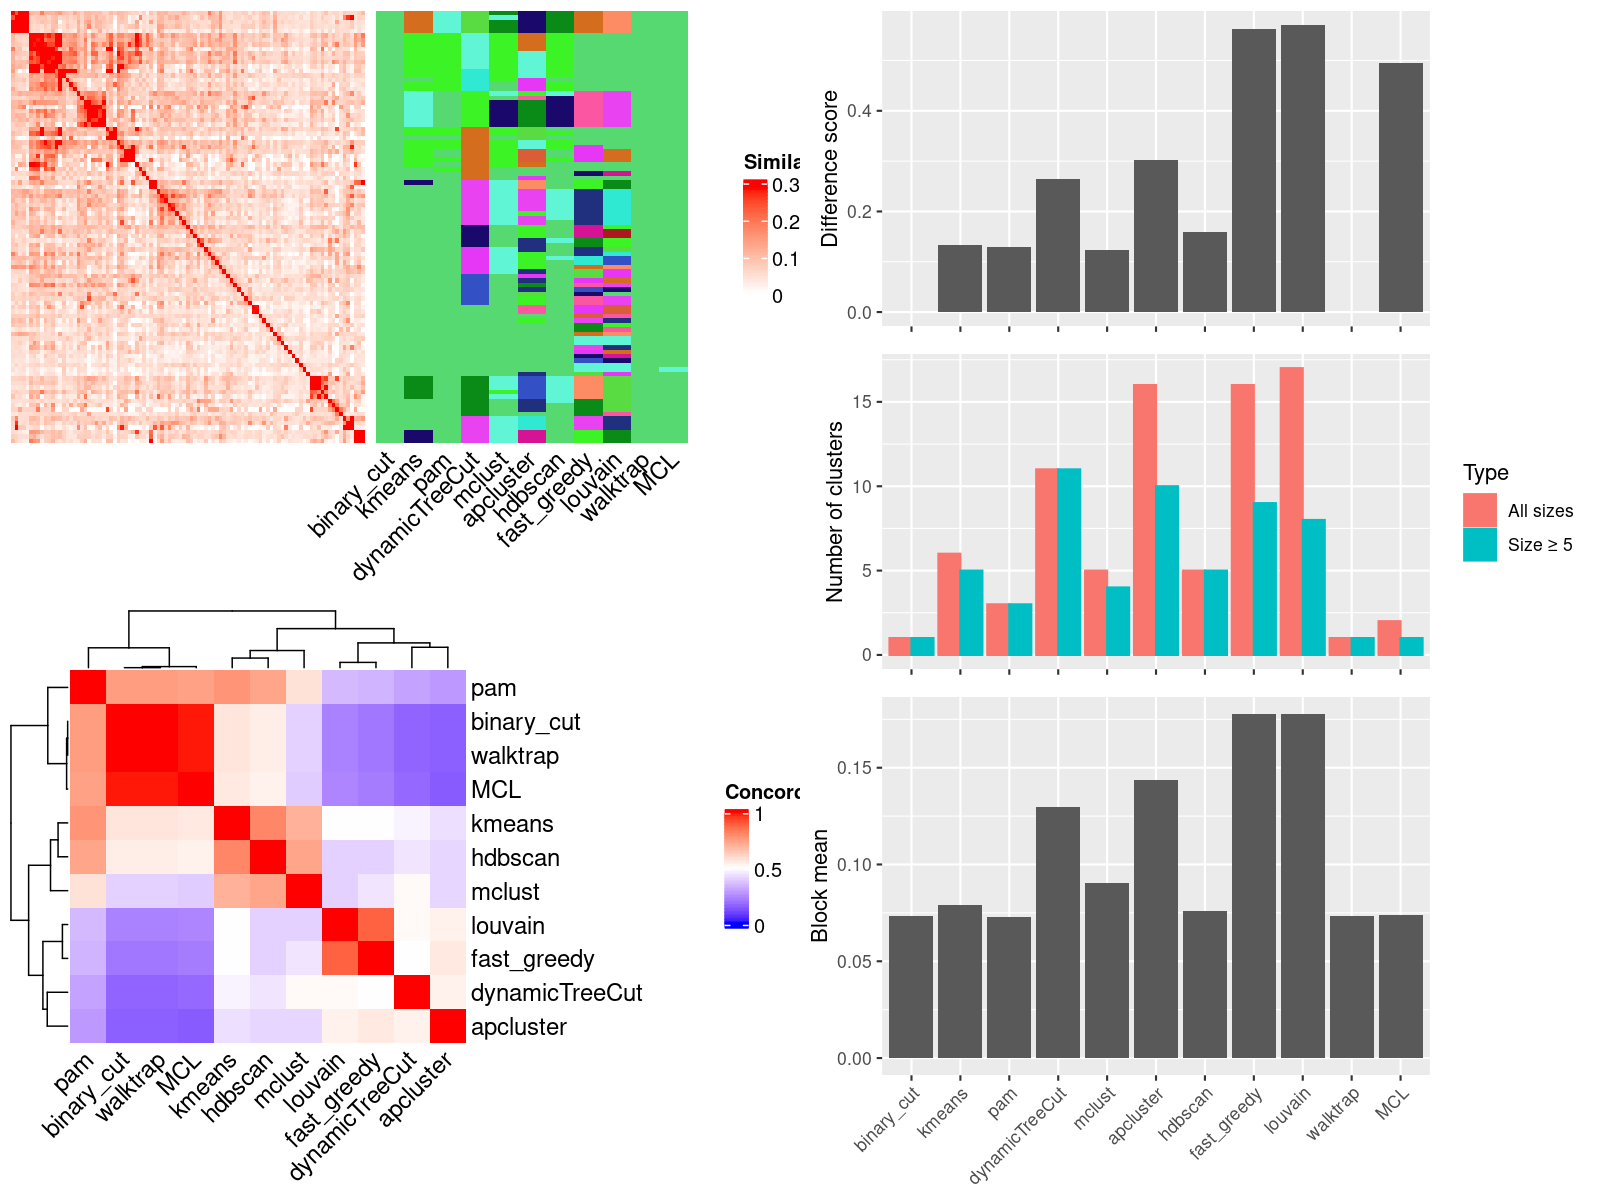 Simila
0.3
0.2
0.1
0
binary_cut
kmeans
pam
dynamicTreeCut
mclust
apcluster
hdbscan
fast_greedy
louvain
walktrap
MCL
pam
binary_cut
walktrap
MCL
kmeans
hdbscan
mclust
louvain
fast_greedy
dynamicTreeCut
apcluster
Concord
1
0.5
0
pam
binary_cut
walktrap
MCL
kmeans
hdbscan
mclust
louvain
fast_greedy
dynamicTreeCut
apcluster
Difference score
0.4
0.2
0.0
Number of clusters
15
10
5
0
Type
All sizes
Size ≥ 5
Block mean
0.15
0.10
0.05
0.00
binary_cut
kmeans
pam
dynamicTreeCut
mclust
apcluster
hdbscan
fast_greedy
louvain
walktrap
MCL